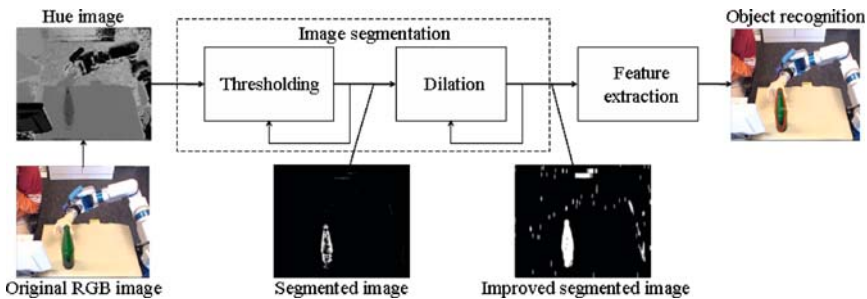 Hue image
Object recognition
Image segmentation
Thresholding
Dilation
Feature
extraction
Original RGB image
Segmented image
Improved segmented image